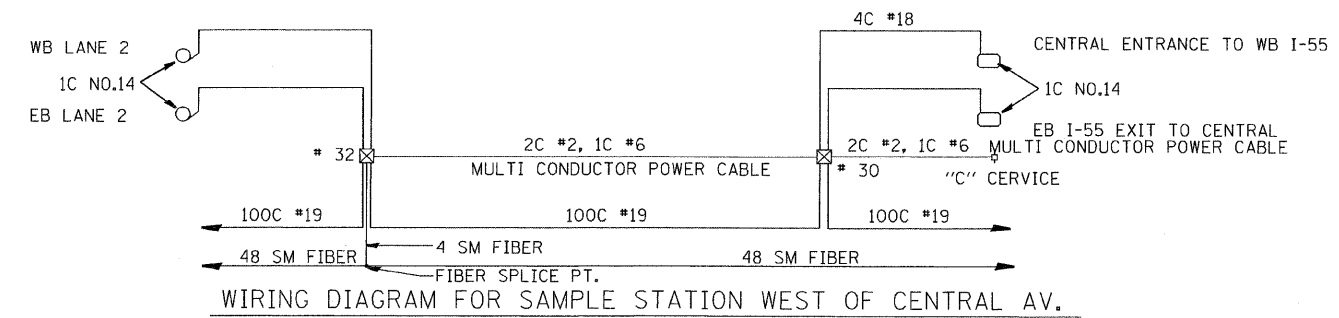 4C #18
WB LANE 2
CENTRAL ENTRANCE TO WB I-55
1C NO.14
1C NO.14
EB LANE 2
EB I-55 EXIT TO CENTRAL
2C #2, 1C #6
2C #2, 1C #6
MULTI CONDUCTOR POWER CABLE
# 32
MULTI CONDUCTOR POWER CABLE
# 30
"C" CERVICE
100C #19
100C #19
100C #19
4 SM FIBER
48 SM FIBER
48 SM FIBER
FIBER SPLICE PT.
WIRING DIAGRAM FOR SAMPLE STATION WEST OF CENTRAL AV.